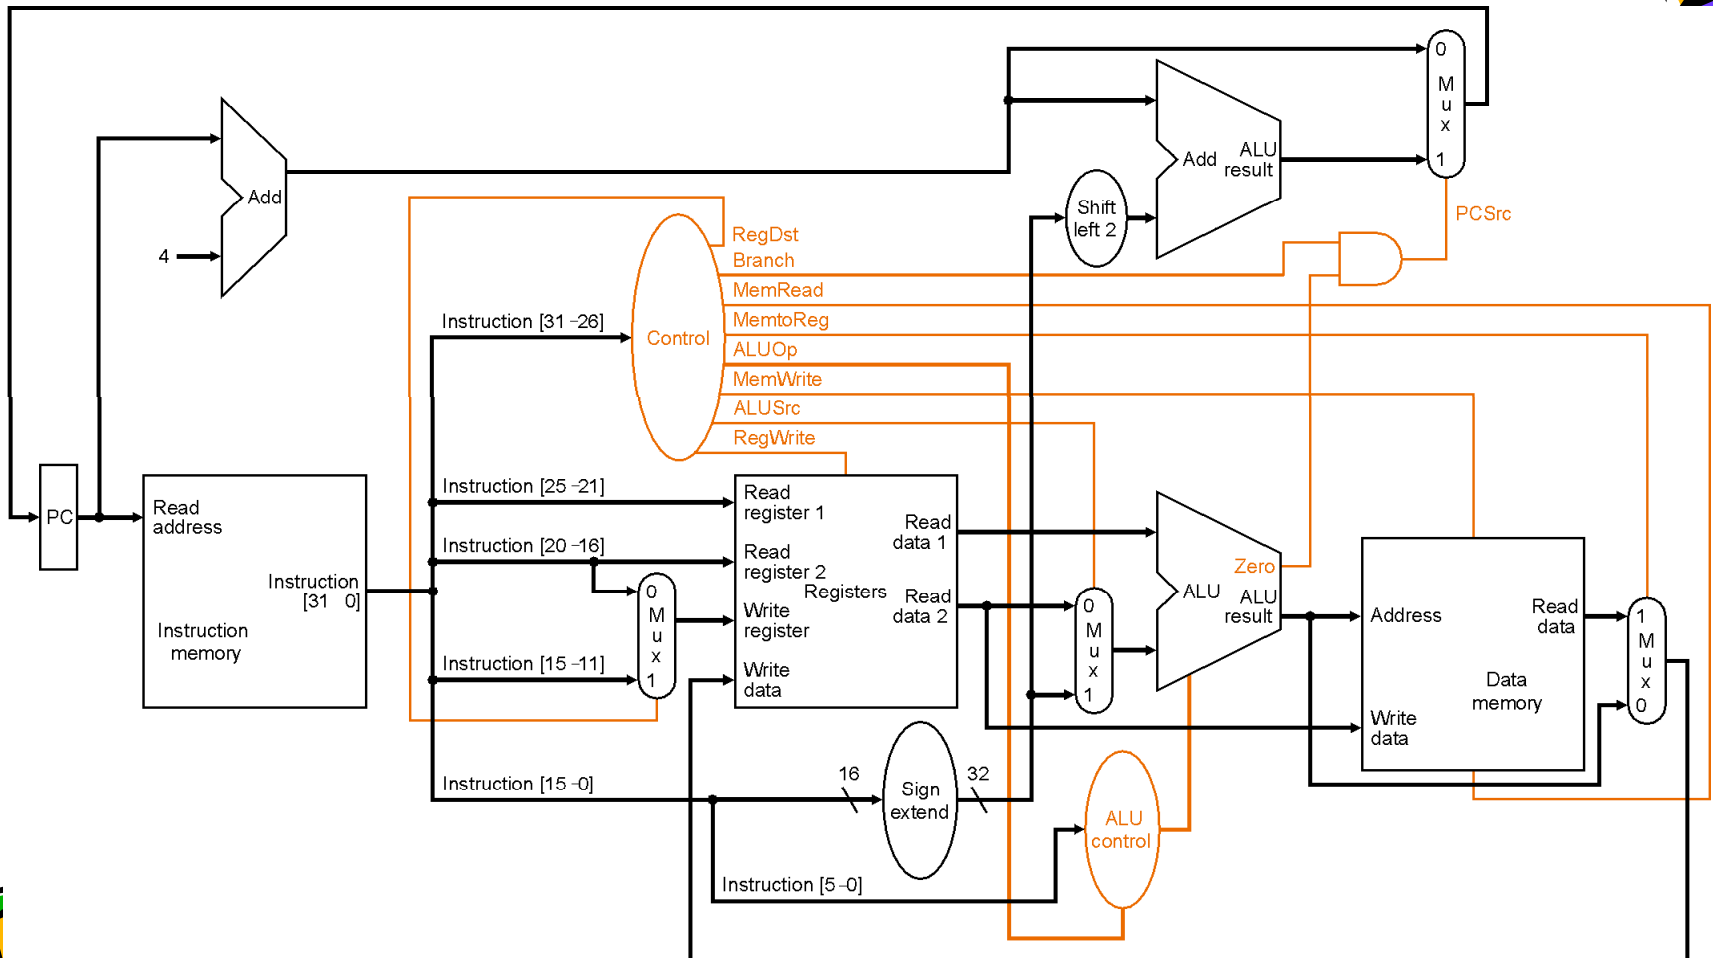 0
M
u
x
1
Add
ALU
result
Shift
left 2
PCSrc
Add
4
RegDst
Branch
MemRead
MemtoReg
ALUOp
MemWrite
ALUSrc
RegWrite
Control
Instruction [31–26]
Instruction [25–21]
Instruction [20–16]
Instruction [15–11]
Instruction [15–0]
Instruction [5–0]
PC
Read
address
Instruction
[31 0]
Instruction
memory
0
M
u
x
1
Read
register 1
Read
register 2
Registers
Write
register
Write
data
Read
data 1
Read
data 2
0
M
u
x
1
Zero
ALU
ALU
result
Address
Read
data
Data
memory
Write
data
1
M
u
x
0
16
Sign
extend
32
ALU
control